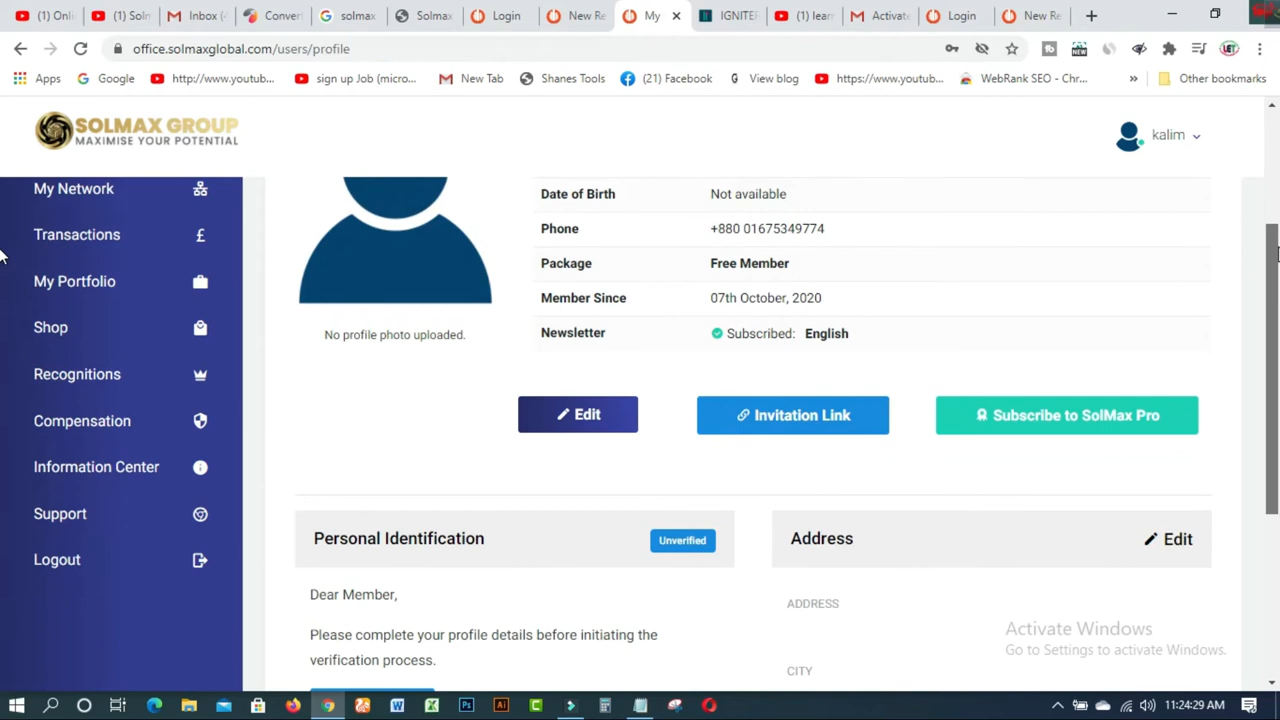 (1) Onli
(1) Solm
Inbox (
Convert
solmax
Solmax
Login
New Re
My
IGNITE
(1) lear
Activate
Login
New Re
office.solmaxglobal.com/users/profile
Apps
Google
http://www.youtub...
sign up Job (micro...
New Tab
Shanes Tools
(21) Facebook
View blog
https://www.youtub...
WebRank SEO - Chr...
»
Other bookmarks
SOLMAX GROUP
MAXIMISE YOUR POTENTIAL
kalim
My Network
Transactions
My Portfolio
Shop
Recognitions
Compensation
Information Center
Support
Logout
No profile photo uploaded.
Date of Birth Not available
Phone +880 01675349774
Package Free Member
Member Since 07th October, 2020
Newsletter Subscribed: English
Edit
Invitation Link
Subscribe to SolMax Pro
Personal Identification
Unverified
Dear Member,
Please complete your profile details before initiating the
verification process.
Address
Edit
ADDRESS
CITY
Activate Windows
Go to Settings to activate Windows.
11:24:29 AM